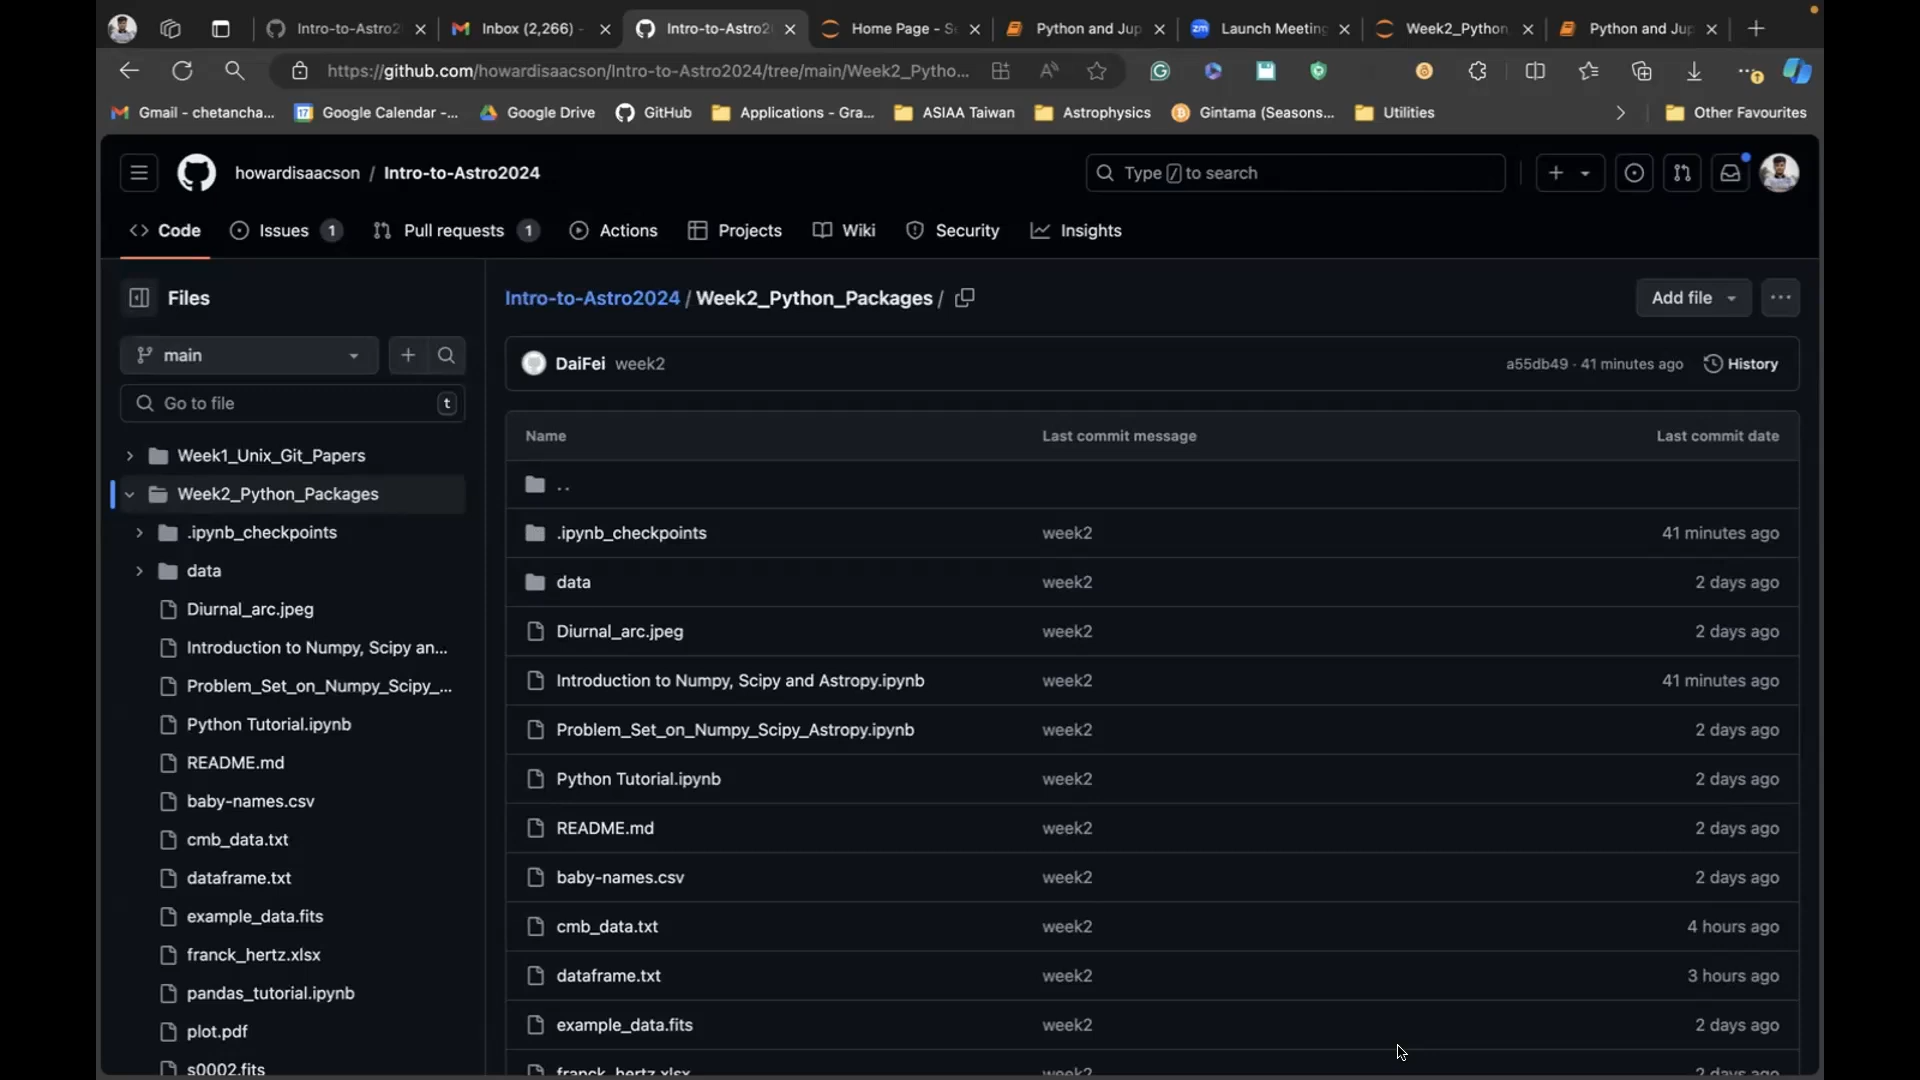 Intro-to-Astro2
Inbox (2,266) -
Intro-to-Astro2
Home Page - S
Python and Jup
Launch Meeting
Week2_Python
Python and Jup
https://github.com/howardisaacson/Intro-to-Astro2024/tree/main/Week2_Pytho...
Gmail - chetancha...
Google Calendar -...
Google Drive
GitHub
Applications - Gra...
ASIAA Taiwan
Astrophysics
Gintama (Seasons...
Utilities
Other Favourites
howardisaacson / Intro-to-Astro2024
Type / to search
Code
Issues 1
Pull requests 1
Actions
Projects
Wiki
Security
Insights
Files
main
Go to file t
Week1_Unix_Git_Papers
Week2_Python_Packages
.ipynb_checkpoints
data
Diurnal_arc.jpeg
Introduction to Numpy, Scipy an...
Problem_Set_on_Numpy_Scipy_...
Python Tutorial.ipynb
README.md
baby-names.csv
cmb_data.txt
dataframe.txt
example_data.fits
franck_hertz.xlsx
pandas_tutorial.ipynb
plot.pdf
s0002.fits
Intro-to-Astro2024 / Week2_Python_Packages /
Add file
DaiFei week2
a55db49 · 41 minutes ago
History
Name Last commit message Last commit date
..
.ipynb_checkpoints week2 41 minutes ago
data week2 2 days ago
Diurnal_arc.jpeg week2 2 days ago
Introduction to Numpy, Scipy and Astropy.ipynb week2 41 minutes ago
Problem_Set_on_Numpy_Scipy_Astropy.ipynb week2 2 days ago
Python Tutorial.ipynb week2 2 days ago
README.md week2 2 days ago
baby-names.csv week2 2 days ago
cmb_data.txt week2 4 hours ago
dataframe.txt week2 3 hours ago
example_data.fits week2 2 days ago
franck_hertz.xlsx week2 2 days ago